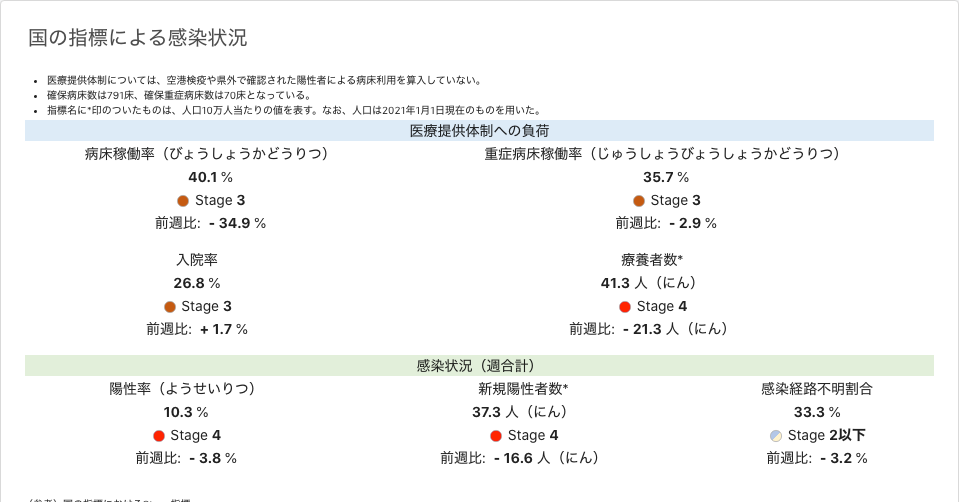 国の指標による感染状況
• 医療提供体制については、空港検疫や県外で確認された陽性者による病床利用を算入していない。
• 確保病床数は791床、確保重症病床数は70床となっている。
• 指標名に*印のついたものは、人口10万人当たりの値を表す。なお、人口は2021年1月1日現在のものを用いた。
医療提供体制への負荷
病床稼働率（びょうしょうかどうりつ） 重症病床稼働率（じゅうしょうびょうしょうかどうりつ）
40.1 % 35.7 %
Stage 3 Stage 3
前週比: - 34.9 % 前週比: - 2.9 %
入院率 療養者数*
26.8 % 41.3 人（にん）
Stage 3 Stage 4
前週比: + 1.7 % 前週比: - 21.3 人（にん）
感染状況（週合計）
陽性率（ようせいりつ） 新規陽性者数* 感染経路不明割合
10.3 % 37.3 人（にん） 33.3 %
Stage 4 Stage 4 Stage 2以下
前週比: - 3.8 % 前週比: - 16.6 人（にん） 前週比: - 3.2 %